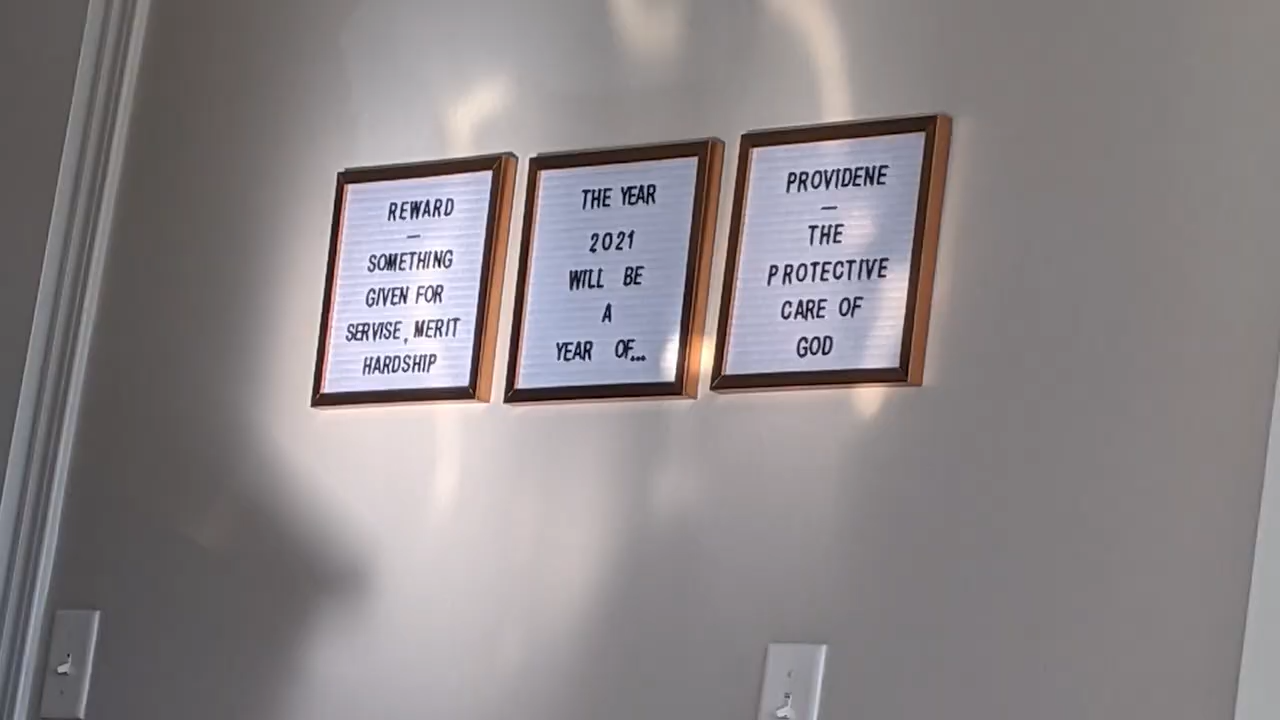 REWARD
—
SOMETHING
GIVEN FOR
SERVISE, MERIT
HARDSHIP
THE YEAR
2021
WILL BE
A
YEAR OF...
PROVIDENE
—
THE
PROTECTIVE
CARE OF
GOD